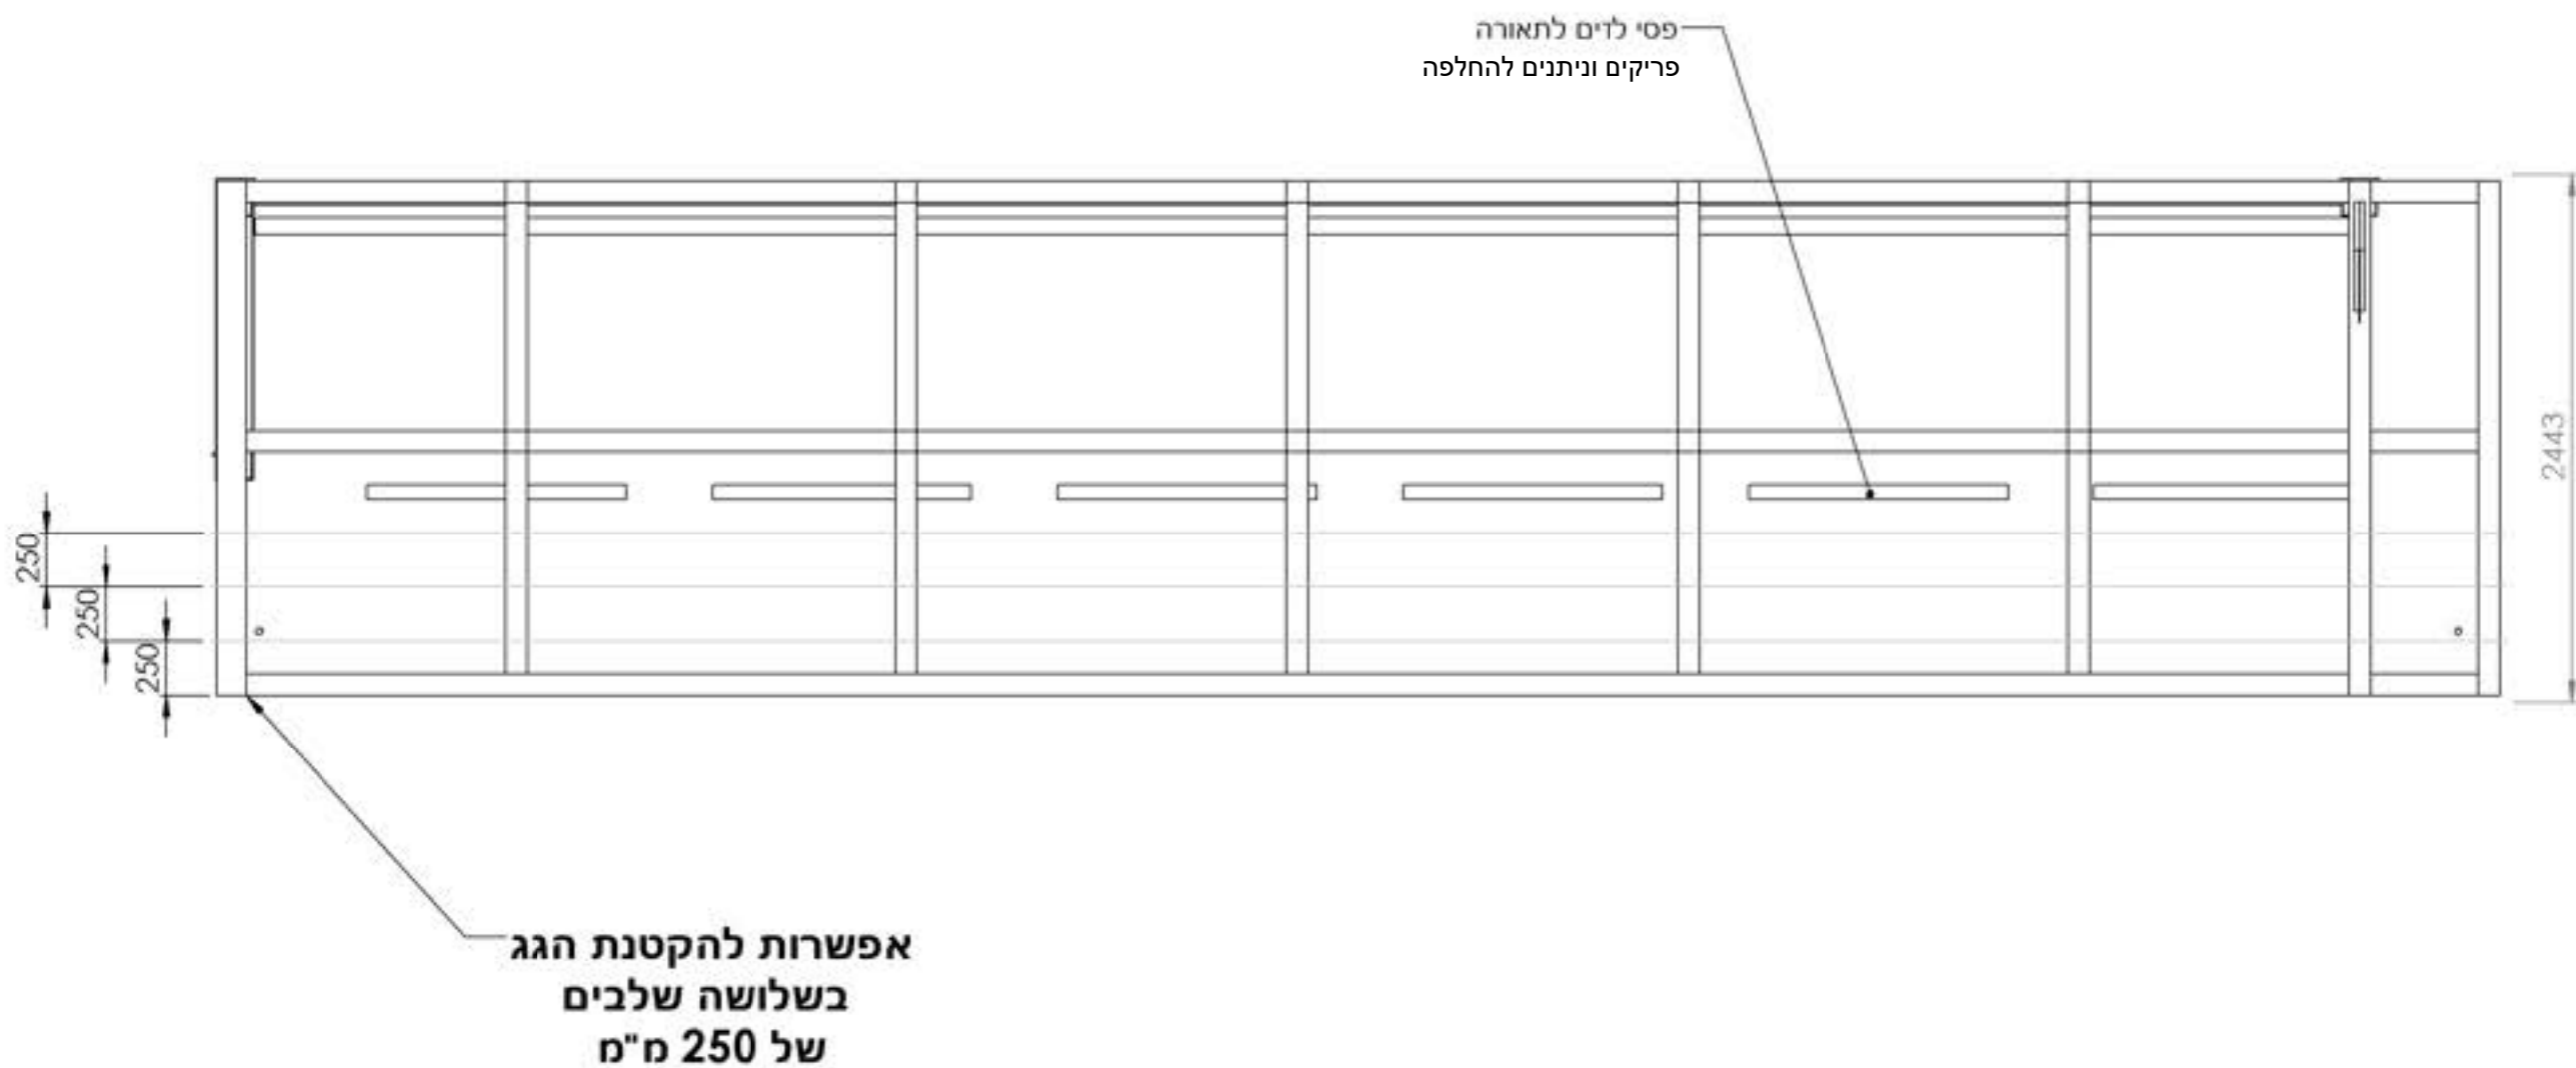 פסי לדים לתאורה
פריקים וניתנים להחלפה
2443
250
250
250
אפשרות להקטנת הגג
בשלושה שלבים
של 250 מ"מ